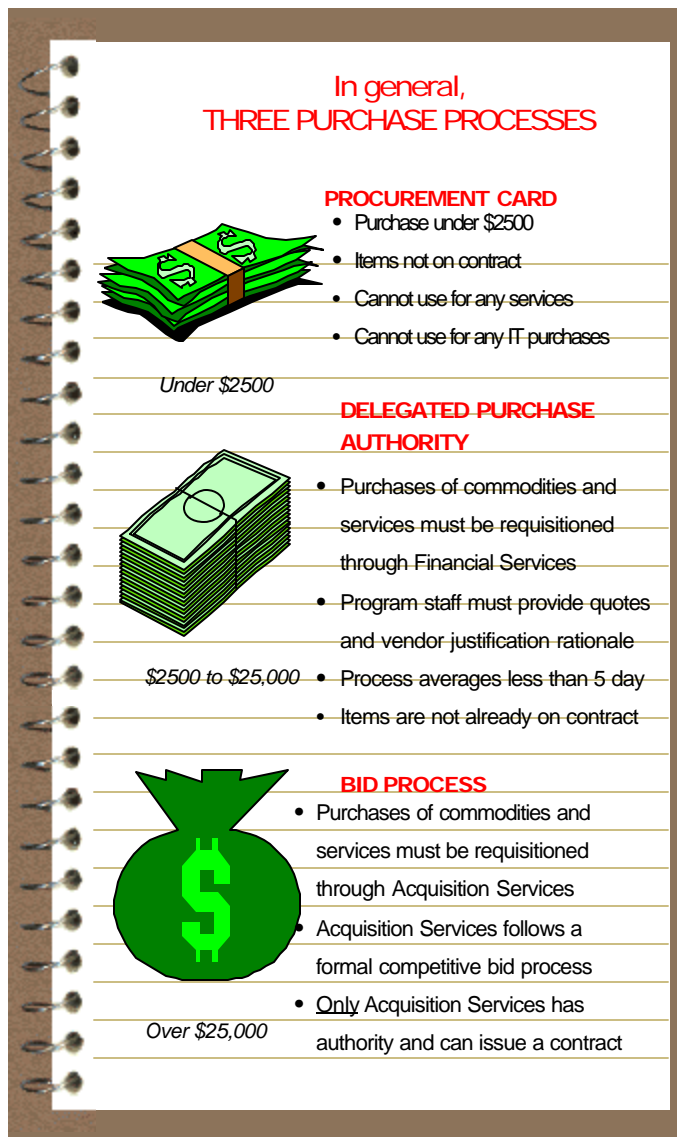 In general,
THREE PURCHASE PROCESSES
PROCUREMENT CARD
• Purchase under $2500
• Items not on contract
• Cannot use for any services
• Cannot use for any IT purchases
Under $2500
DELEGATED PURCHASE
AUTHORITY
• Purchases of commodities and
services must be requisitioned
through Financial Services
• Program staff must provide quotes
and vendor justification rationale
$2500 to $25,000
• Process averages less than 5 day
• Items are not already on contract
BID PROCESS
• Purchases of commodities and
services must be requisitioned
through Acquisition Services
• Acquisition Services follows a
formal competitive bid process
• Only Acquisition Services has
authority and can issue a contract
Over $25,000